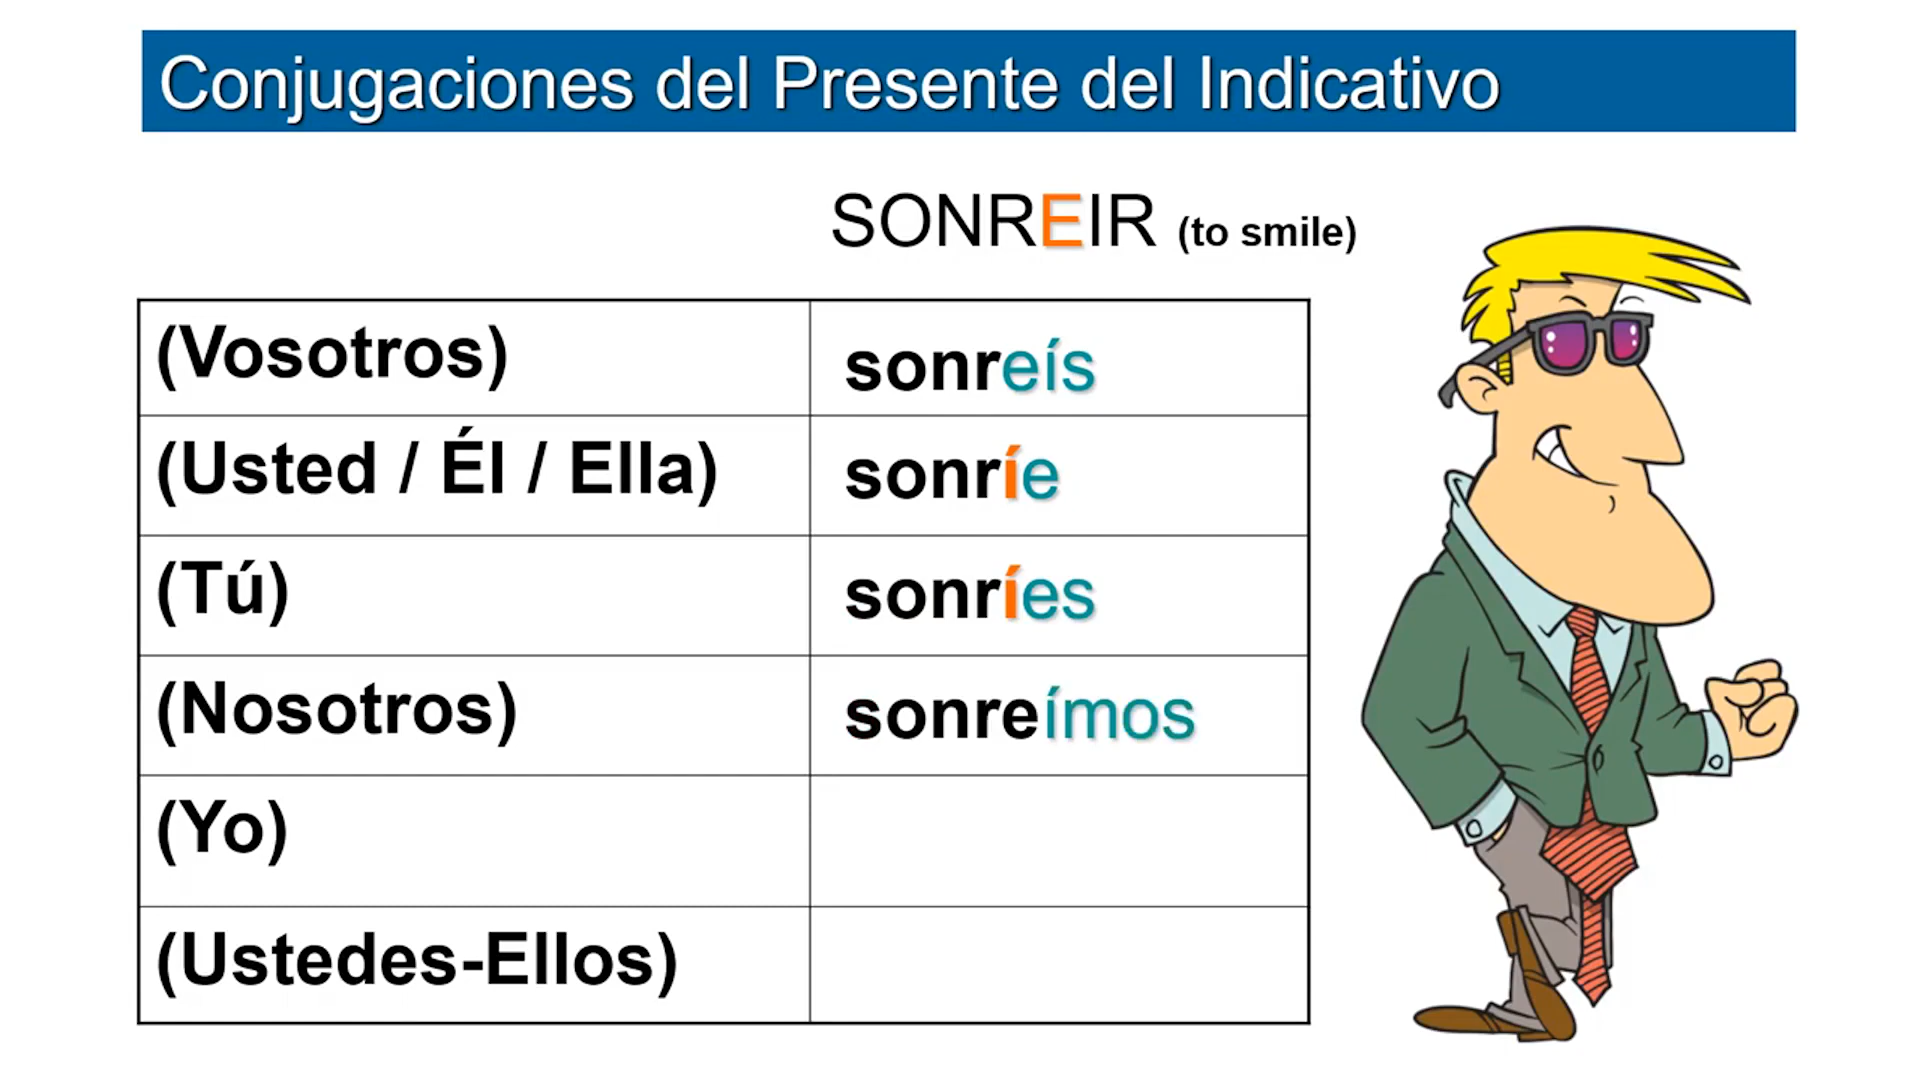 Conjugaciones del Presente del Indicativo
SONREIR (to smile)
(Vosotros) sonreís
(Usted / Él / Ella) sonríe
(Tú) sonríes
(Nosotros) sonreímos
(Yo)
(Ustedes-Ellos)